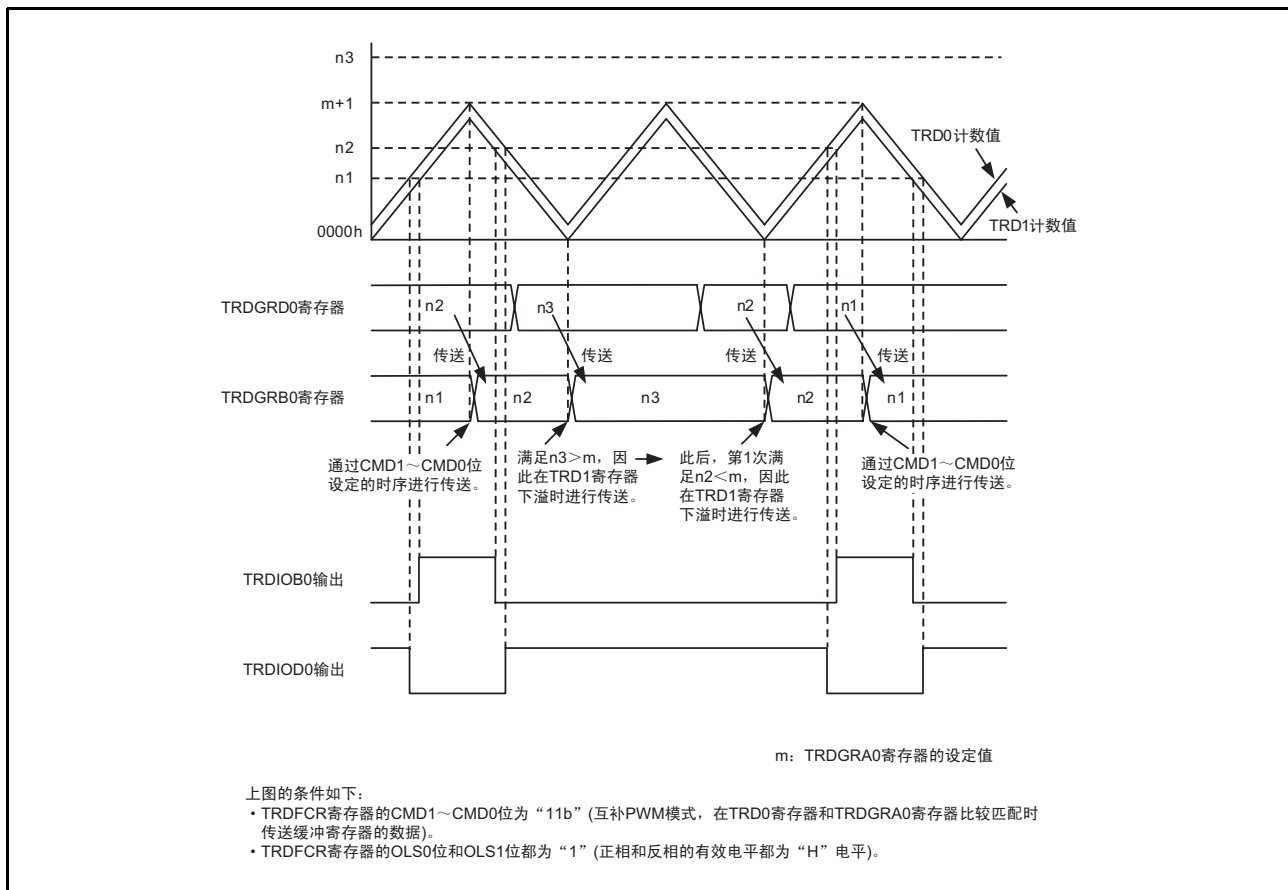 n3
m+1
n2
n1
0000h
TRD0计数值
TRD1计数值
TRDGRD0寄存器
n2
n3
n2
n1
传送
传送
传送
传送
TRDGRB0寄存器
n1
n2
n3
n2
n1
通过CMD1~CMD0位
设定的时序进行传送。
满足n3>m，因
此在TRD1寄存器
下溢时进行传送。
此后，第1次满
足n2<m，因此
在TRD1寄存器
下溢时进行传送。
通过CMD1~CMD0位
设定的时序进行传送。
TRDIOB0输出
TRDIOD0输出
m：TRDGRA0寄存器的设定值
上图的条件如下：
・TRDFCR寄存器的CMD1~CMD0位为“11b”(互补PWM模式，在TRD0寄存器和TRDGRA0寄存器比较匹配时
传送缓冲寄存器的数据)。
・TRDFCR寄存器的OLS0位和OLS1位都为“1”(正相和反相的有效电平都为“H”电平)。